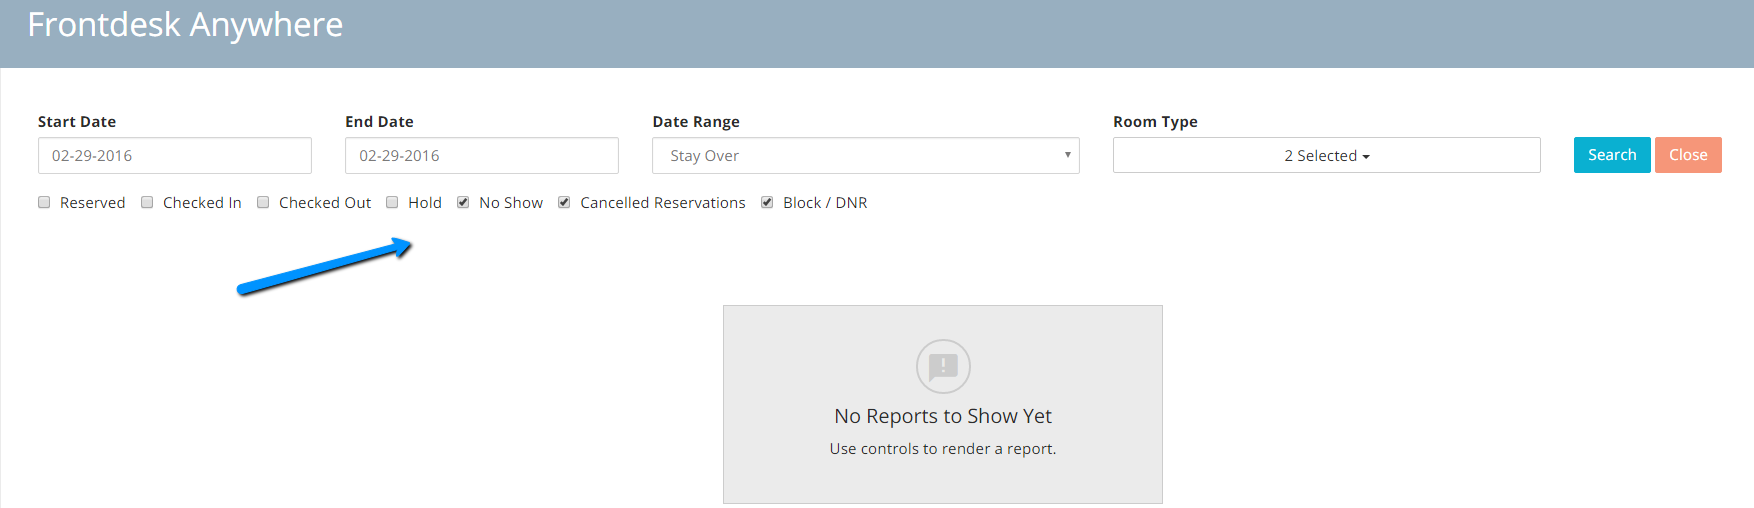 Frontdesk Anywhere
Start Date End Date Date Range Room Type
02-29-2016 02-29-2016 Stay Over 2 Selected Search Close
Reserved Checked In Checked Out Hold No Show Cancelled Reservations Block / DNR
No Reports to Show Yet
Use controls to render a report.